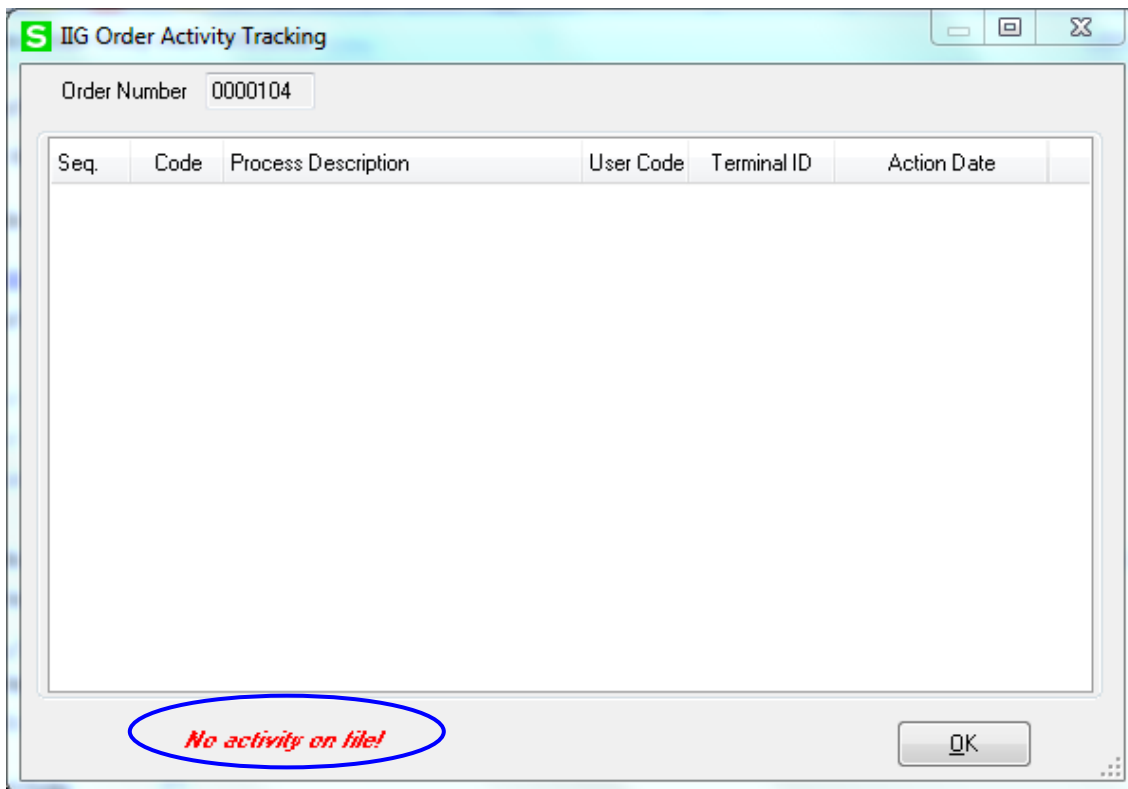 S IIG Order Activity Tracking
Order Number 0000104
Seq. Code Process Description User Code Terminal ID Action Date
No activity on file!
OK